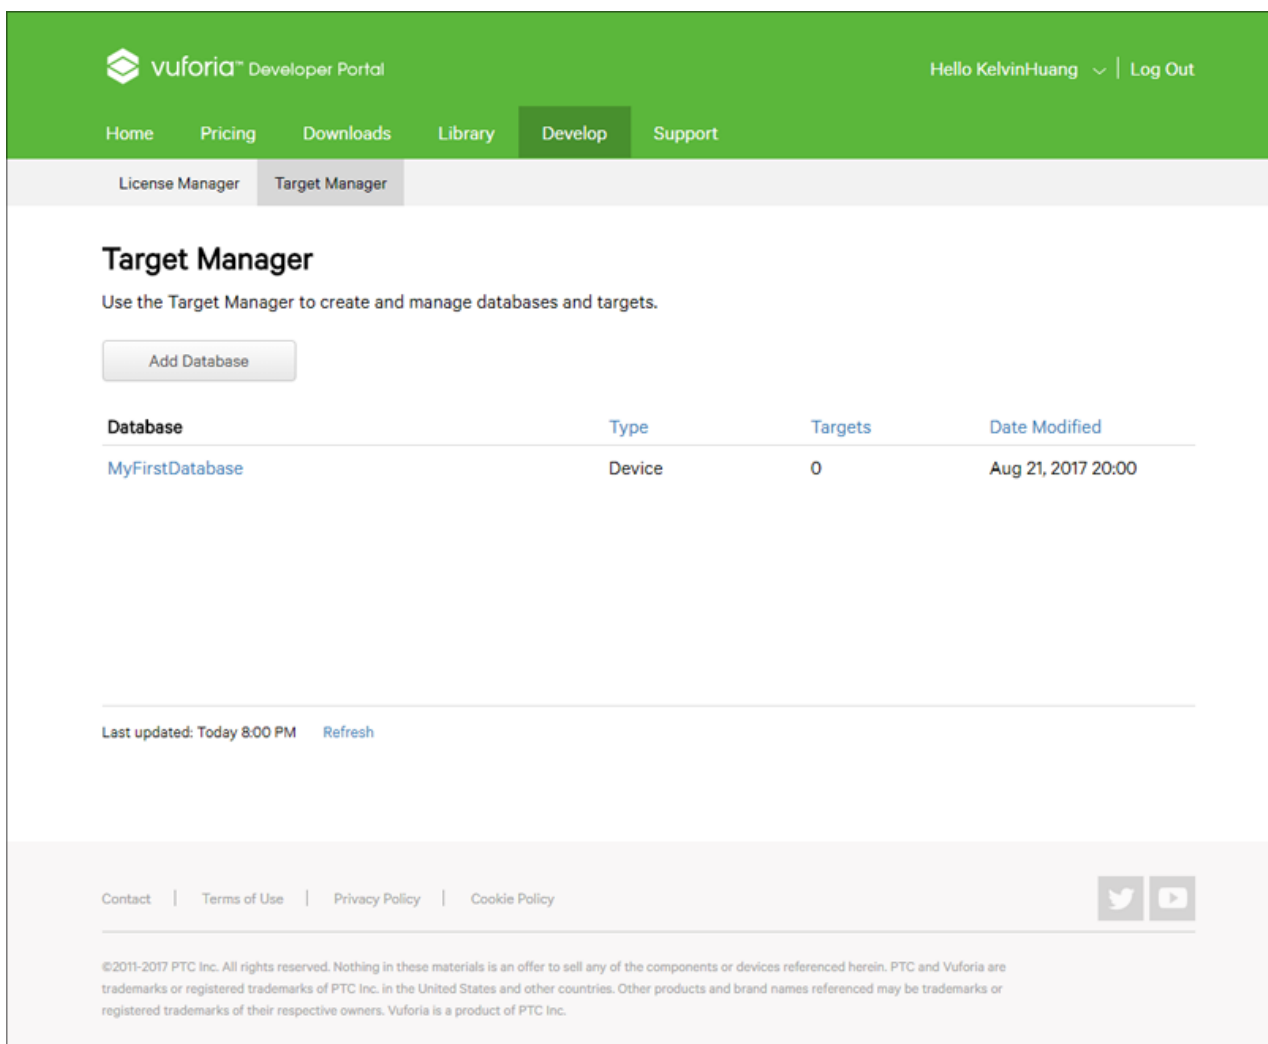 vuforia™ Developer Portal
Hello KelvinHuang | Log Out
Home Pricing Downloads Library Develop Support
License Manager Target Manager
Target Manager
Use the Target Manager to create and manage databases and targets.
Add Database
Database Type Targets Date Modified
MyFirstDatabase Device 0 Aug 21, 2017 20:00
Last updated: Today 8:00 PM Refresh
Contact | Terms of Use | Privacy Policy | Cookie Policy
©2011-2017 PTC Inc. All rights reserved. Nothing in these materials is an offer to sell any of the components or devices referenced herein. PTC and Vuforia are
trademarks or registered trademarks of PTC Inc. in the United States and other countries. Other products and brand names referenced may be trademarks or
registered trademarks of their respective owners. Vuforia is a product of PTC Inc.